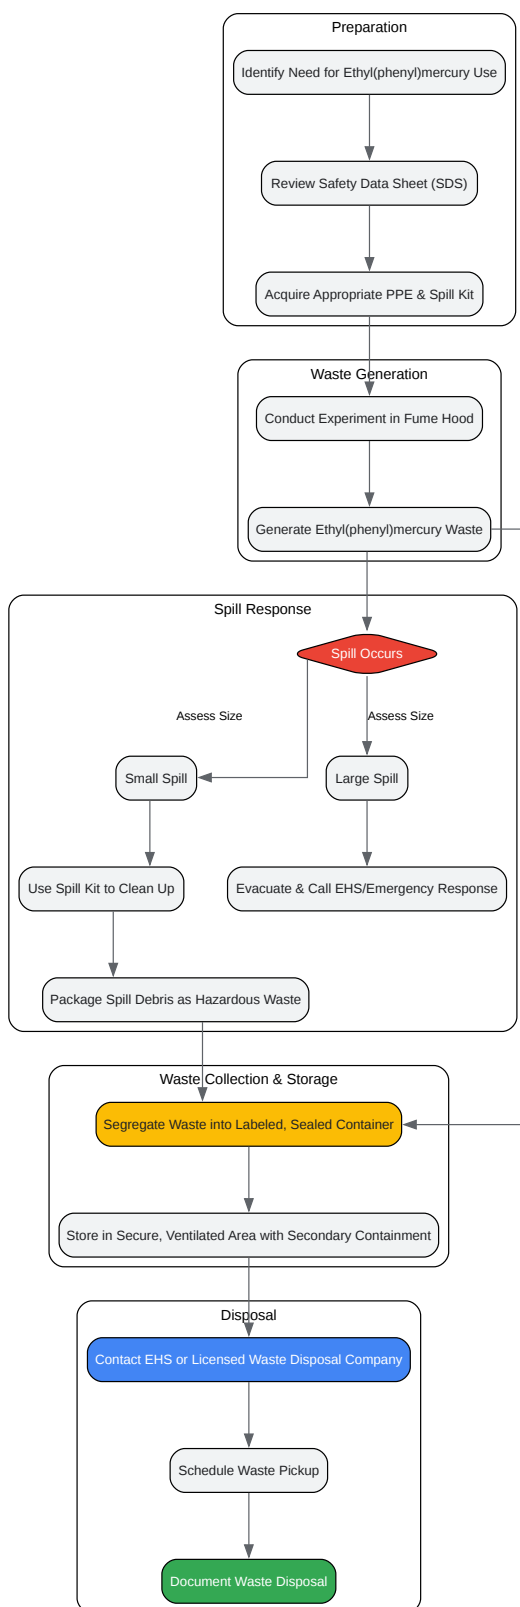 Preparation
Identify Need for Ethyl(phenyl)mercury Use
Review Safety Data Sheet (SDS)
Acquire Appropriate PPE & Spill Kit
Waste Generation
Conduct Experiment in Fume Hood
Generate Ethyl(phenyl)mercury Waste
Spill Response
Spill Occurs
Assess Size
Assess Size
Small Spill
Large Spill
Use Spill Kit to Clean Up
Evacuate & Call EHS/Emergency Response
Package Spill Debris as Hazardous Waste
Waste Collection & Storage
Segregate Waste into Labeled, Sealed Container
Store in Secure, Ventilated Area with Secondary Containment
Disposal
Contact EHS or Licensed Waste Disposal Company
Schedule Waste Pickup
Document Waste Disposal